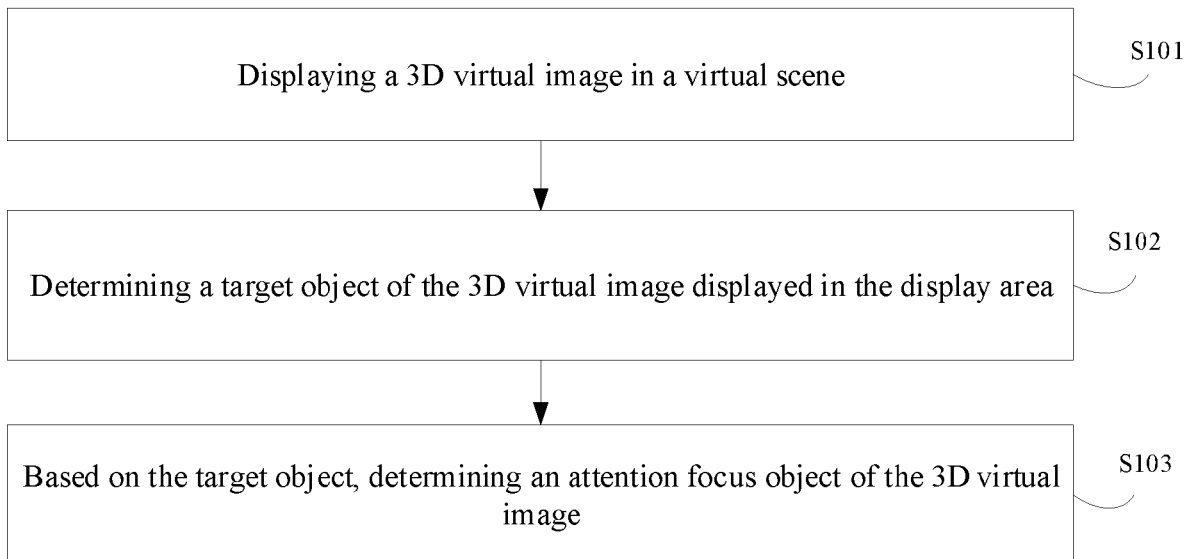 Displaying a 3D virtual image in a virtual scene
S101
Determining a target object of the 3D virtual image displayed in the display area
S102
Based on the target object, determining an attention focus object of the 3D virtual
image
S103